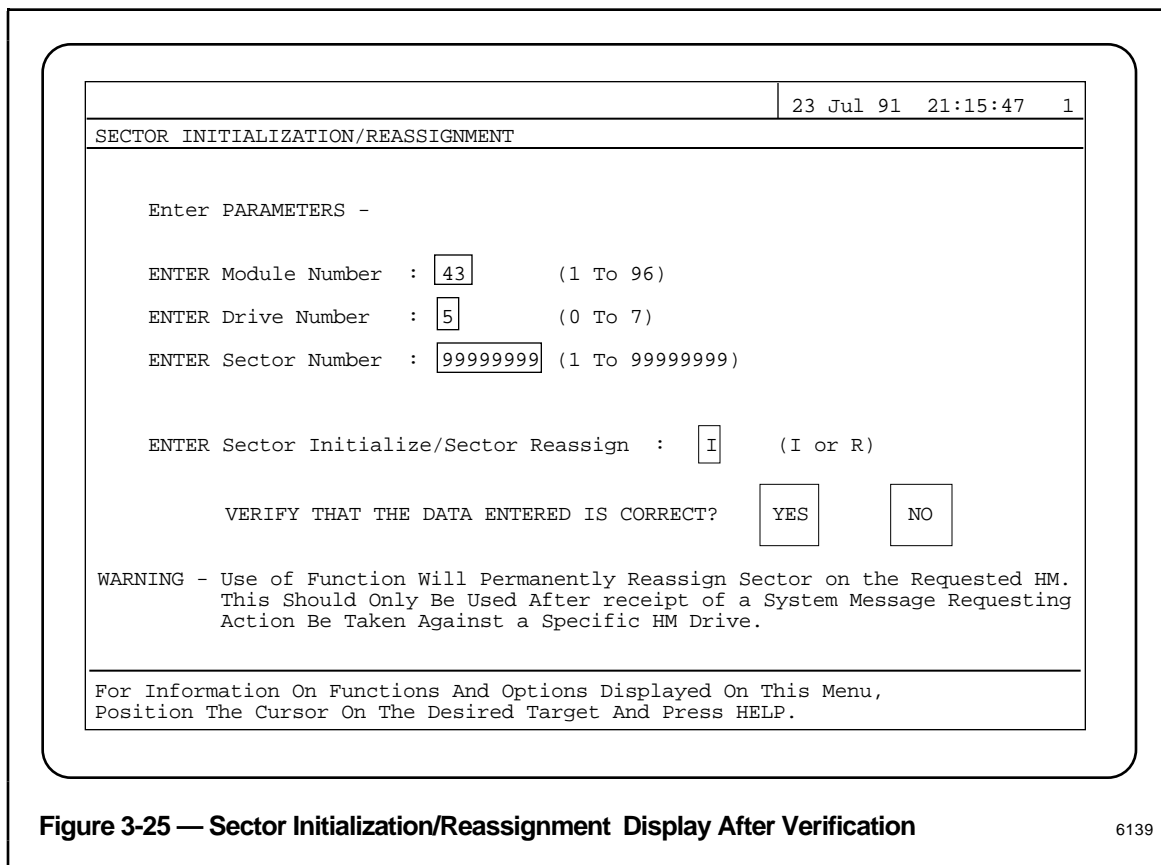 23 Jul 91 21:15:47 1
SECTOR INITIALIZATION/REASSIGNMENT
Enter PARAMETERS -
ENTER Module Number : 43 (1 To 96)
ENTER Drive Number : 5 (0 To 7)
ENTER Sector Number : 99999999 (1 To 99999999)
ENTER Sector Initialize/Sector Reassign : I (I or R)
VERIFY THAT THE DATA ENTERED IS CORRECT? YES NO
WARNING - Use of Function Will Permanently Reassign Sector on the Requested HM.
This Should Only Be Used After receipt of a System Message Requesting
Action Be Taken Against a Specific HM Drive.
For Information On Functions And Options Displayed On This Menu,
Position The Cursor On The Desired Target And Press HELP.
Figure 3-25 — Sector Initialization/Reassignment Display After Verification 6139